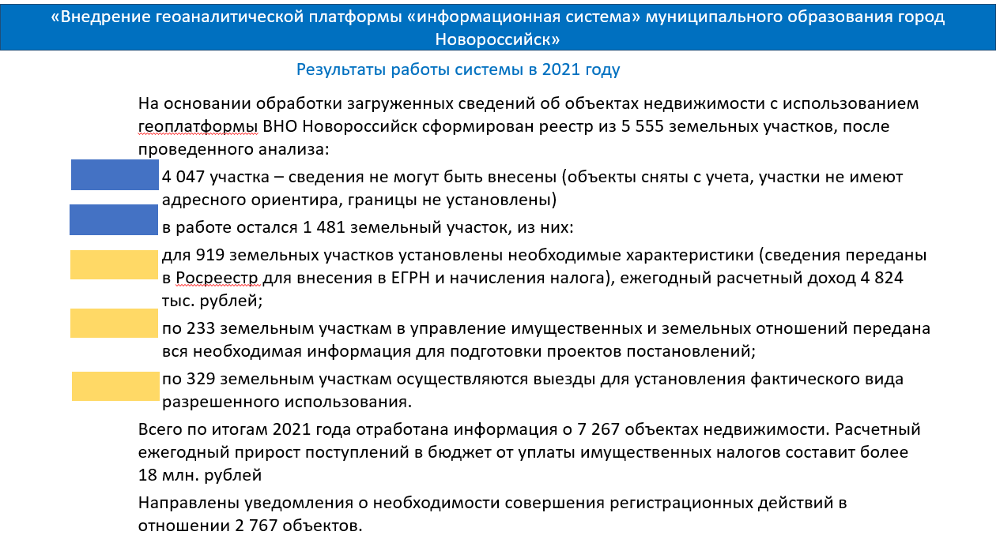 «Внедрение геоаналитической платформы «информационная система» муниципального образования город
Новороссийск»
Результаты работы системы в 2021 году
На основании обработки загруженных сведений об объектах недвижимости с использованием
геоплатформы ВНО Новороссийск сформирован реестр из 5 555 земельных участков, после
проведенного анализа:
4 047 участка – сведения не могут быть внесены (объекты сняты с учета, участки не имеют
адресного ориентира, границы не установлены)
в работе остался 1 481 земельный участок, из них:
для 919 земельных участков установлены необходимые характеристики (сведения переданы
в Росреестр для внесения в ЕГРН и начисления налога), ежегодный расчетный доход 4 824
тыс. рублей;
по 233 земельным участкам в управление имущественных и земельных отношений передана
вся необходимая информация для подготовки проектов постановлений;
по 329 земельным участкам осуществляются выезды для установления фактического вида
разрешенного использования.
Всего по итогам 2021 года отработана информация о 7 267 объектах недвижимости. Расчетный
ежегодный прирост поступлений в бюджет от уплаты имущественных налогов составит более
18 млн. рублей
Направлены уведомления о необходимости совершения регистрационных действий в
отношении 2 767 объектов.